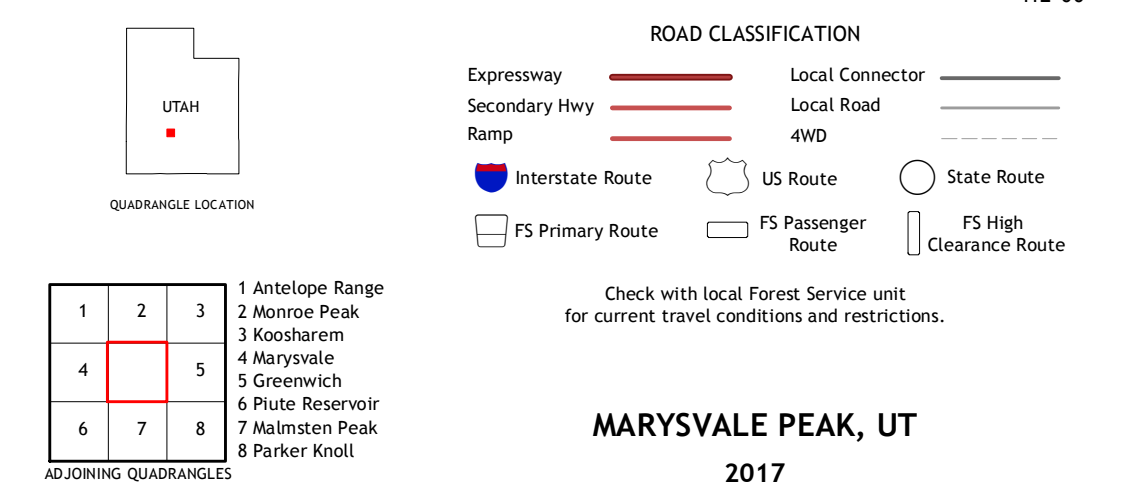 UTAH
QUADRANGLE LOCATION
ROAD CLASSIFICATION
Expressway
Secondary Hwy
Ramp
Local Connector
Local Road
4WD
Interstate Route
US Route
State Route
FS Primary Route
FS Passenger
Route
FS High
Clearance Route
Check with local Forest Service unit
for current travel conditions and restrictions.
1 2 3
4 5
6 7 8
1 Antelope Range
2 Monroe Peak
3 Koosharem
4 Marysvale
5 Greenwich
6 Piute Reservoir
7 Malmsten Peak
8 Parker Knoll
ADJOINING QUADRANGLES
MARYSVALE PEAK, UT
2017